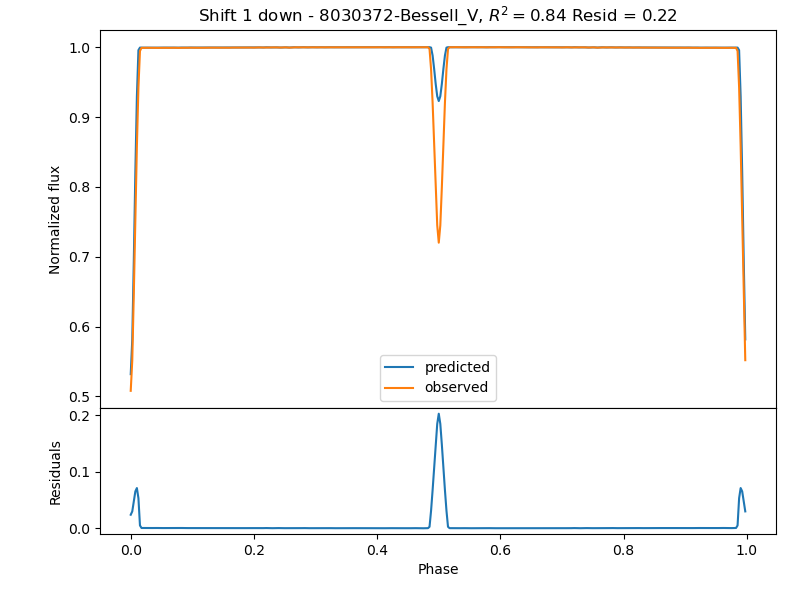 Shift 1 down - 8030372-Bessell_V, R² = 0.84 Resid = 0.22
Normalized flux
1.0
0.9
0.8
0.7
0.6
0.5
predicted
observed
Residuals
0.2
0.1
0.0
0.0 0.2 0.4 0.6 0.8 1.0
Phase